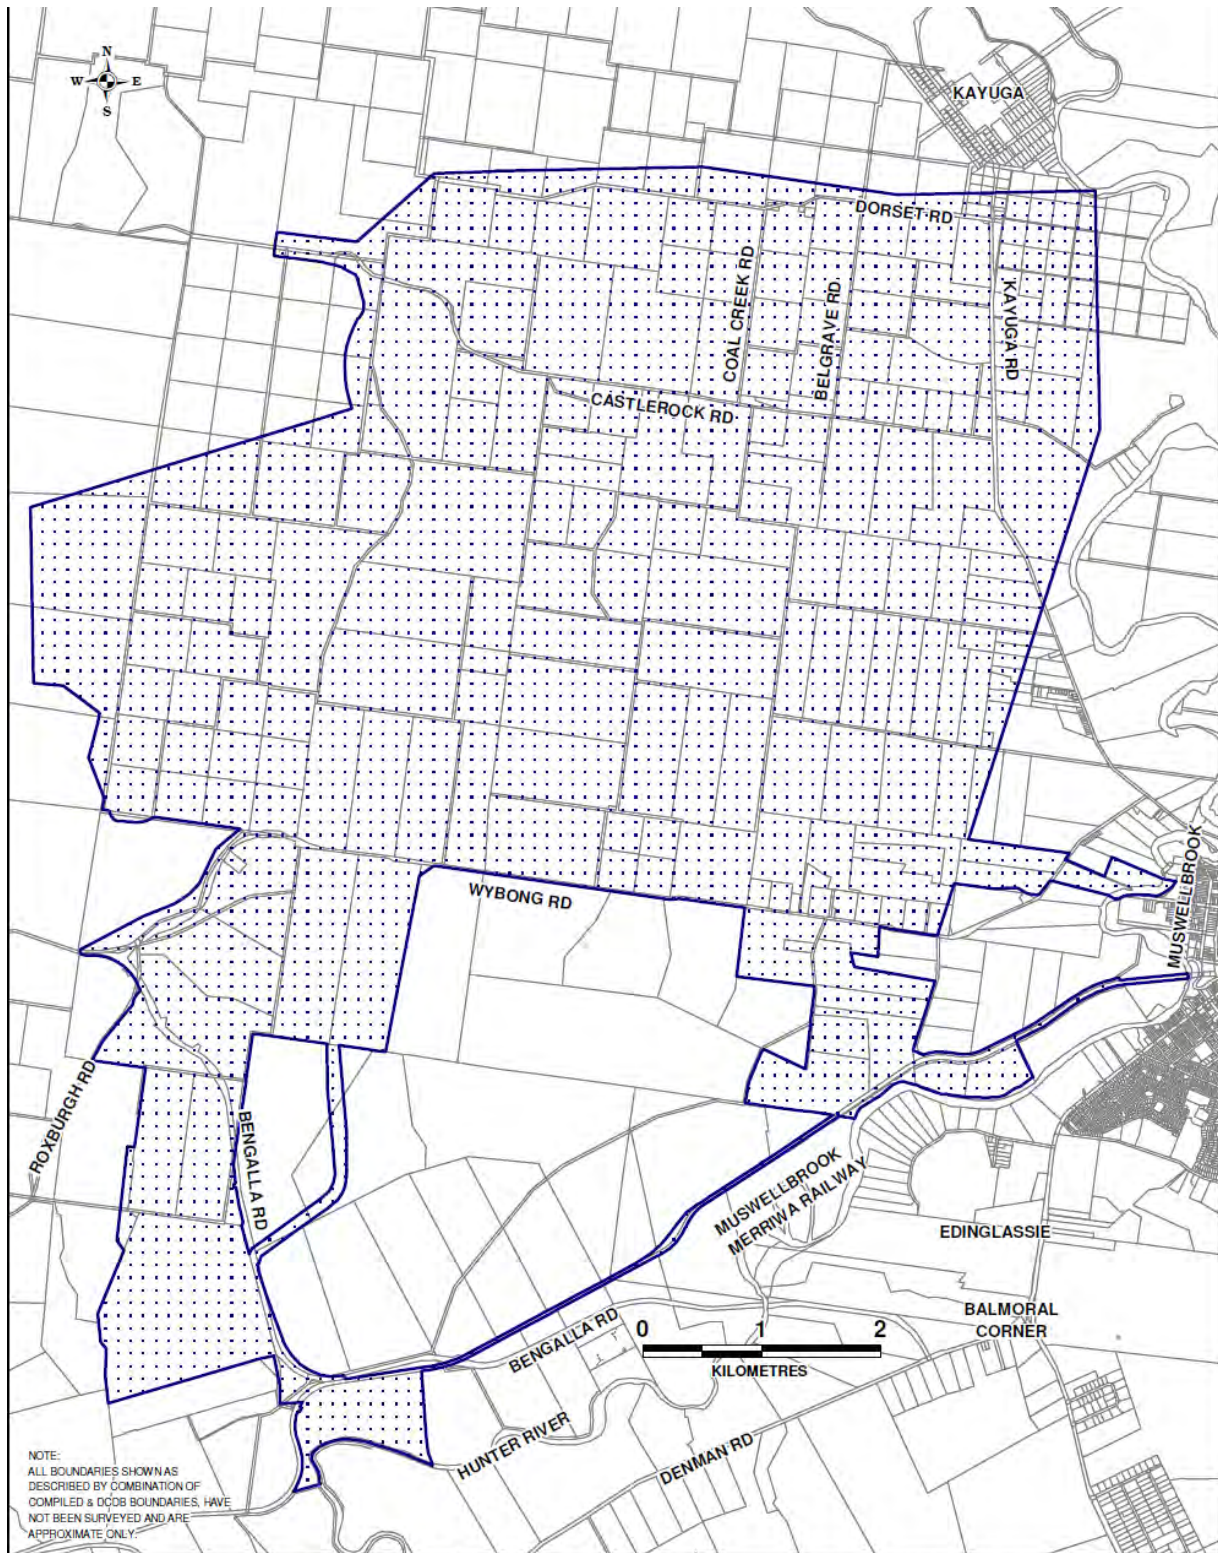 N
W E
S
KAYUGA
DORSET RD
COAL CREEK RD
BELGRAVE RD
KAYUGA RD
CASTLEROCK RD
WYBONG RD
MUSWELLBROOK
ROXBURGH RD
BENGALLA RD
MUSWELLBROOK
MERRIWA RAILWAY
EDINGLASSIE
BALMORAL
CORNER
BENGALLA RD
0 1 2
KILOMETRES
HUNTER RIVER
DENMAN RD
NOTE:
ALL BOUNDARIES SHOWN AS
DESCRIBED BY COMBINATION OF
COMPILED & DCDB BOUNDARIES, HAVE
NOT BEEN SURVEYED AND ARE
APPROXIMATE ONLY.